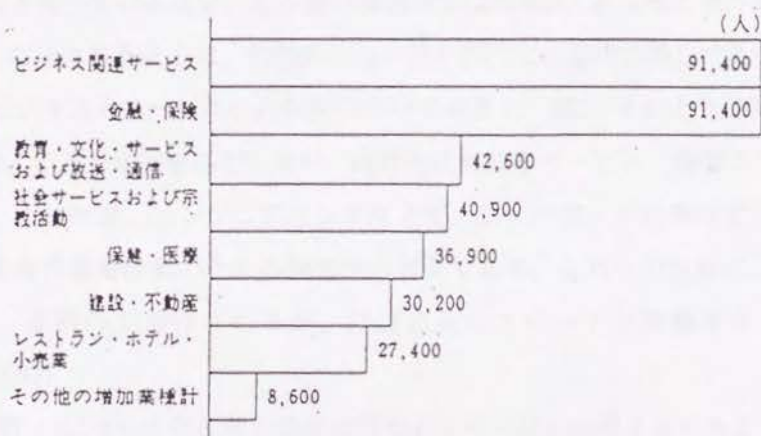 (人)
ビジネス関連サービス
91,400
金融・保険
91,400
教育・文化・サービス
および放送・通信
42,600
社会サービスおよび宗
教活動
40,900
保健・医療
36,900
建設・不動産
30,200
レストラン・ホテル・
小売業
27,400
その他の増加業種計
8,600